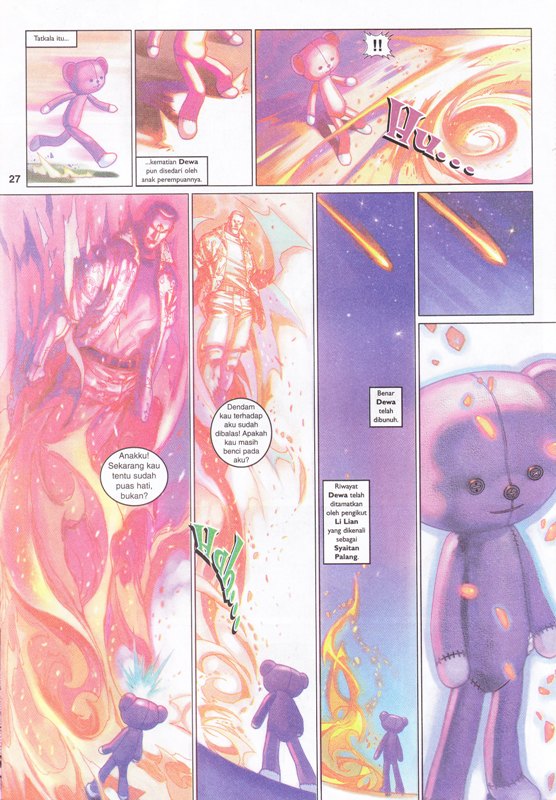 Tatkala itu...
...kematian Dewa
pun disedari oleh
anak perempuannya.
!!
Hu...
27
Anakku!
Sekarang kau
tentu sudah
puas hati,
bukan?
Dendam
kau terhadap
aku sudah
dibalas! Apakah
kau masih
benci pada
aku?
Benar
Dewa
telah
dibunuh.
Riwayat
Dewa telah
ditamatkan
oleh pengikut
Li Lian
yang dikenali
sebagai
Syaitan
Palang.